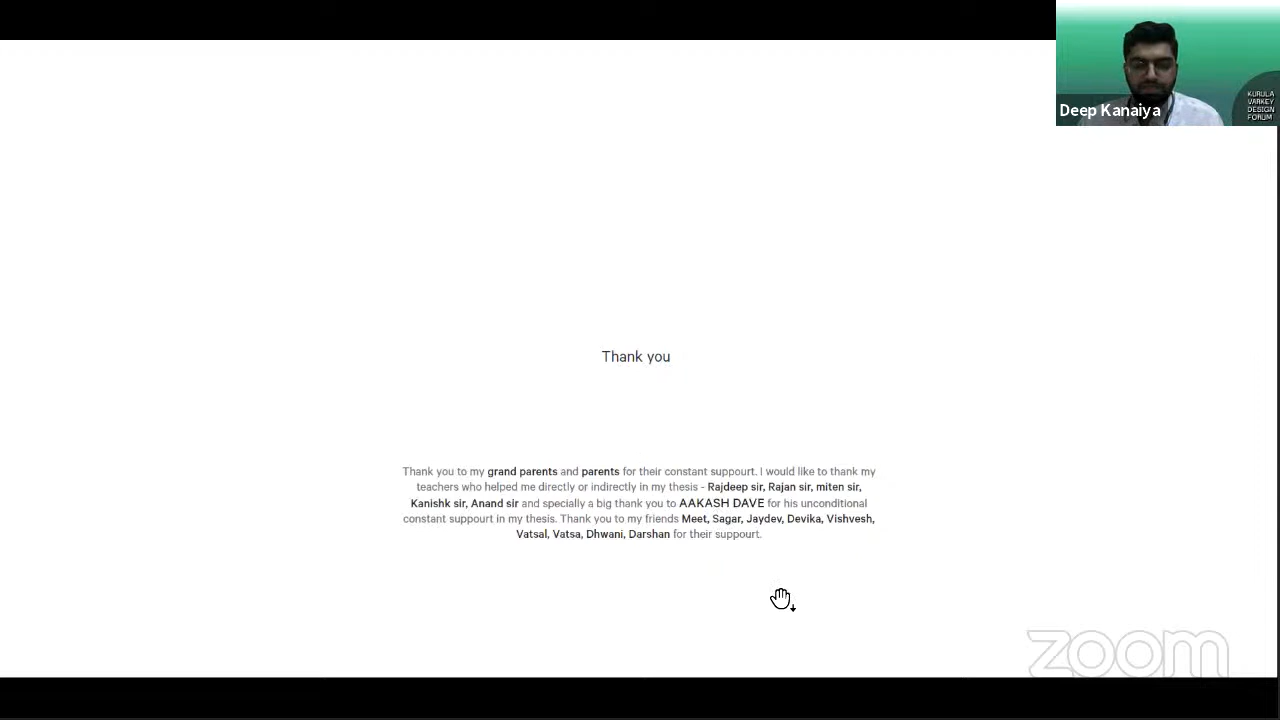 Deep Kanaiya
KURULA
VARKEY
DESIGN
FORUM
Thank you
Thank you to my grand parents and parents for their constant suppourt. I would like to thank my
teachers who helped me directly or indirectly in my thesis - Rajdeep sir, Rajan sir, miten sir,
Kanishk sir, Anand sir and specially a big thank you to AAKASH DAVE for his unconditional
constant suppourt in my thesis. Thank you to my friends Meet, Sagar, Jaydev, Devika, Vishvesh,
Vatsal, Vatsa, Dhwani, Darshan for their suppourt.
zoom